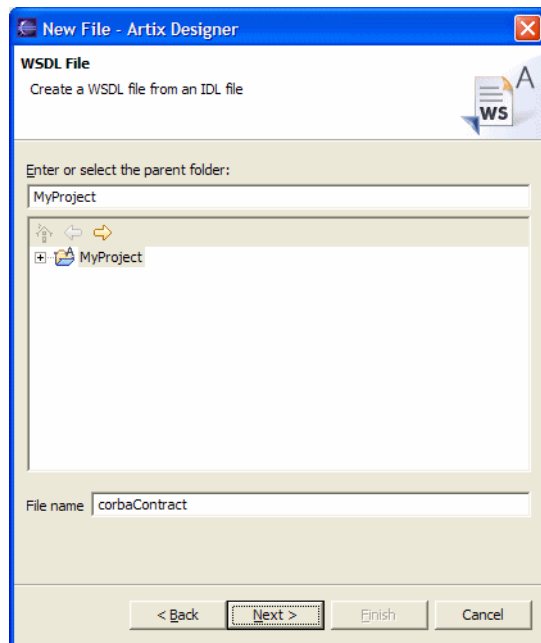 New File - Artix Designer
WSDL File
Create a WSDL file from an IDL file
A
WS
Enter or select the parent folder:
MyProject
MyProject
File name corbaContract
< Back Next > Finish Cancel